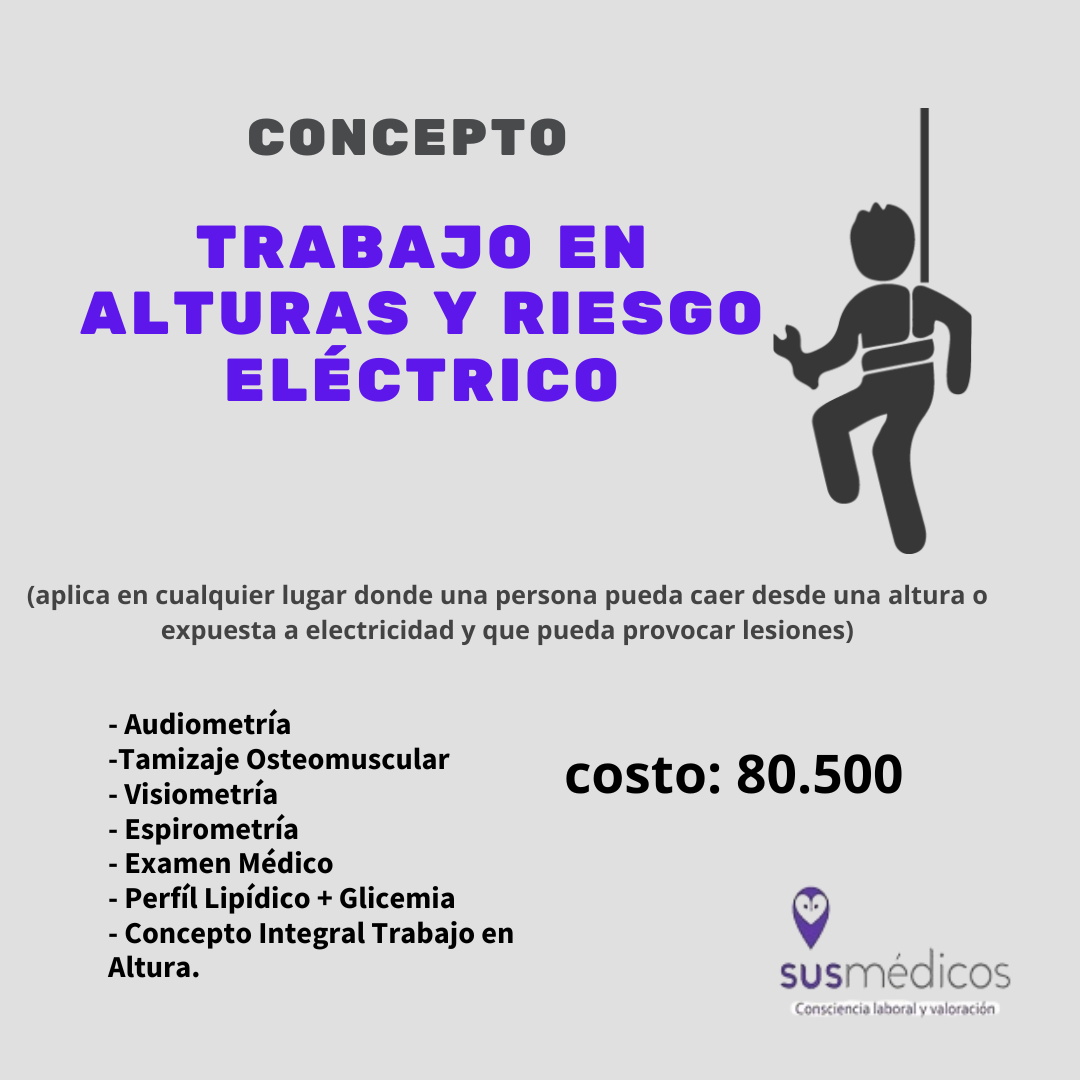 CONCEPTO
TRABAJO EN
ALTURAS Y RIESGO
ELÉCTRICO
(aplica en cualquier lugar donde una persona pueda caer desde una altura o
expuesta a electricidad y que pueda provocar lesiones)
- Audiometría
-Tamizaje Osteomuscular
- Visiometría
- Espirometría
- Examen Médico
- Perfíl Lipídico + Glicemia
- Concepto Integral Trabajo en
Altura.
costo: 80.500
susmédicos
Consciencia laboral y valoración